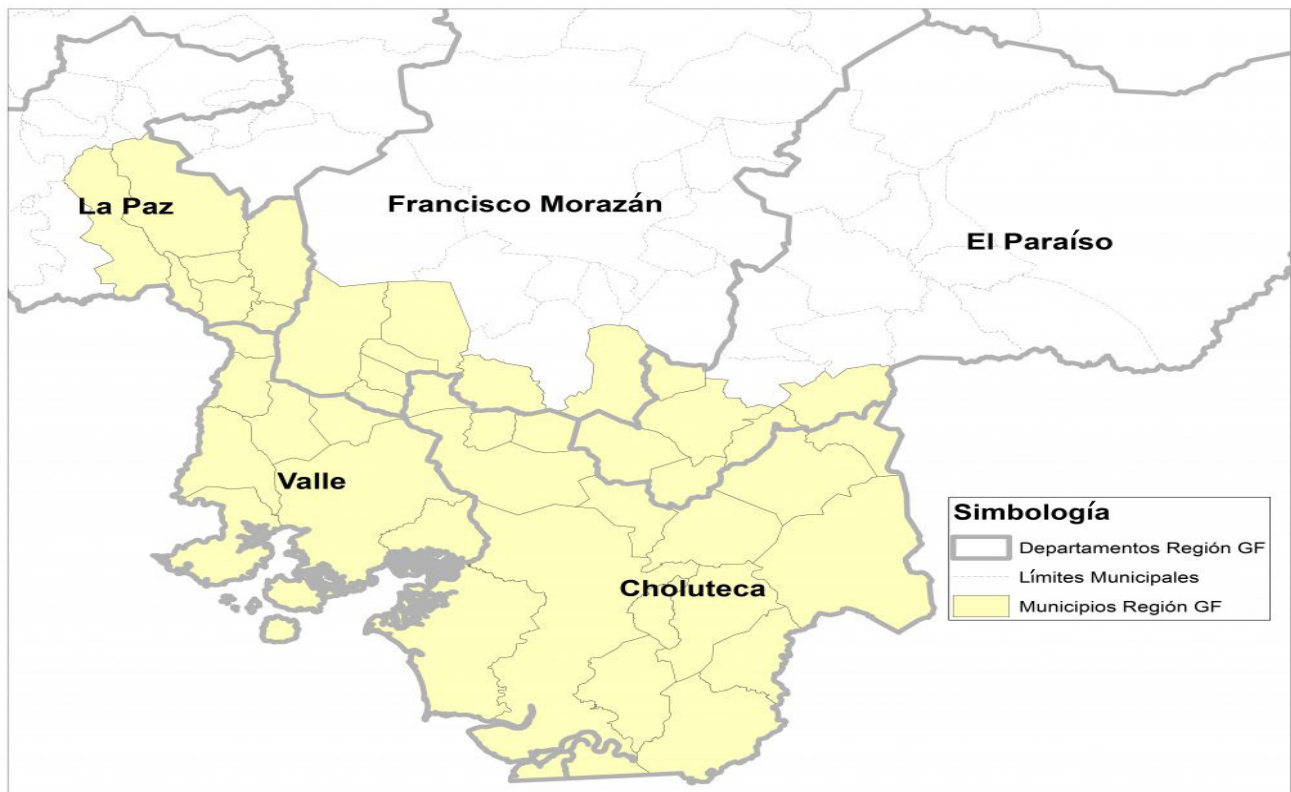 La Paz
Francisco Morazán
El Paraíso
Valle
Choluteca
Simbología
Departamentos Región GF
Límites Municipales
Municipios Región GF